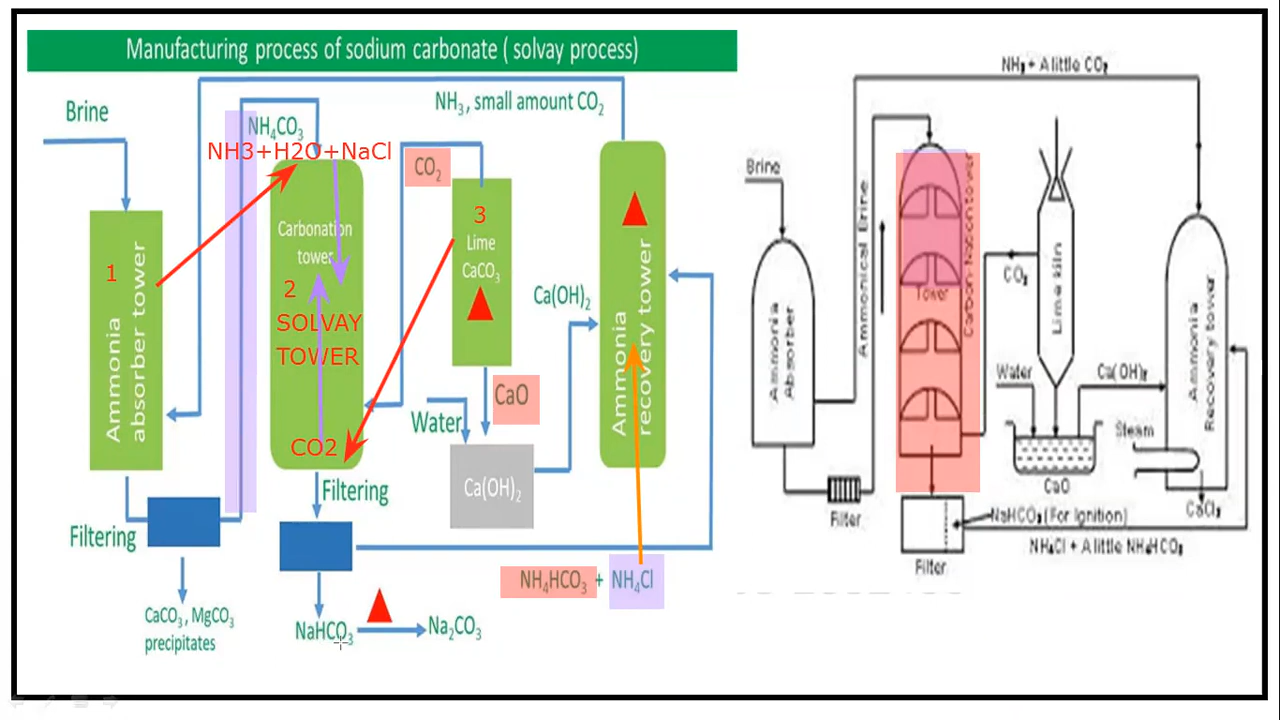 Manufacturing process of sodium carbonate ( solvay process)
Brine
NH₄CO₃
NH3+H2O+NaCl
NH₃ , small amount CO₂
CO₂
1
Ammonia
absorber tower
Carbonation
tower
2
SOLVAY
TOWER
CO2
3
Lime
CaCO₃
Ca(OH)₂
Ammonia
recovery tower
CaO
Water
Ca(OH)₂
Filtering
Filtering
NH₄HCO₃ + NH₄Cl
CaCO₃ , MgCO₃
precipitates
NaHCO₃
Na₂CO₃
NH₃ + A little CO₂
Brine
Ammonia
Absorber
Ammonical Brine
Carbon-Nation tower
Tower
CO₂
Lime kiln
Water
Ca(OH)₂
Ammonia
Recovery tower
Steam
CaO
CaCl₂
Filter
NaHCO₃ (For Ignition)
NH₄Cl + A little NH₄HCO₃
Filter